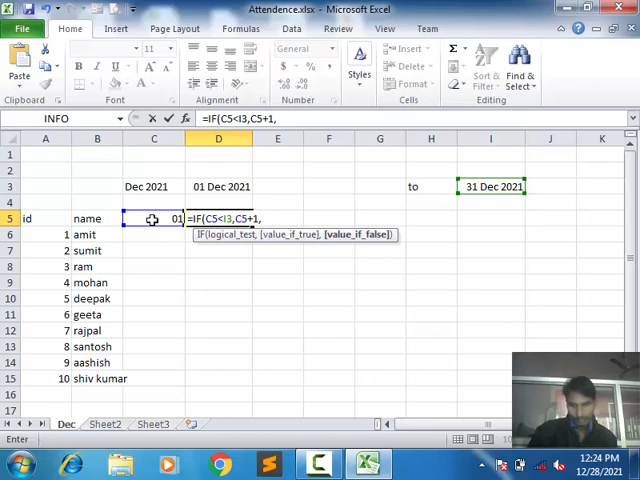 Attendence.xlsx - Microsoft Excel
File Home Insert Page Layout Formulas Data Review View
Paste
11
General
Insert
Delete
Format
Styles
Sort & Filter
Find & Select
Clipboard Font Alignment Number Cells Editing
INFO =IF(C5<I3,C5+1,
A B C D E F G H I J K
1
2
3 Dec 2021 01 Dec 2021 to 31 Dec 2021
4
5 id name 01 =IF(C5<I3,C5+1,
IF(logical_test, [value_if_true], [value_if_false])
6 1 amit
7 2 sumit
8 3 ram
9 4 mohan
10 5 deepak
11 6 geeta
12 7 rajpal
13 8 santosh
14 9 aashish
15 10 shiv kumar
16
17
Dec Sheet2 Sheet3
Enter
12:24 PM
12/28/2021